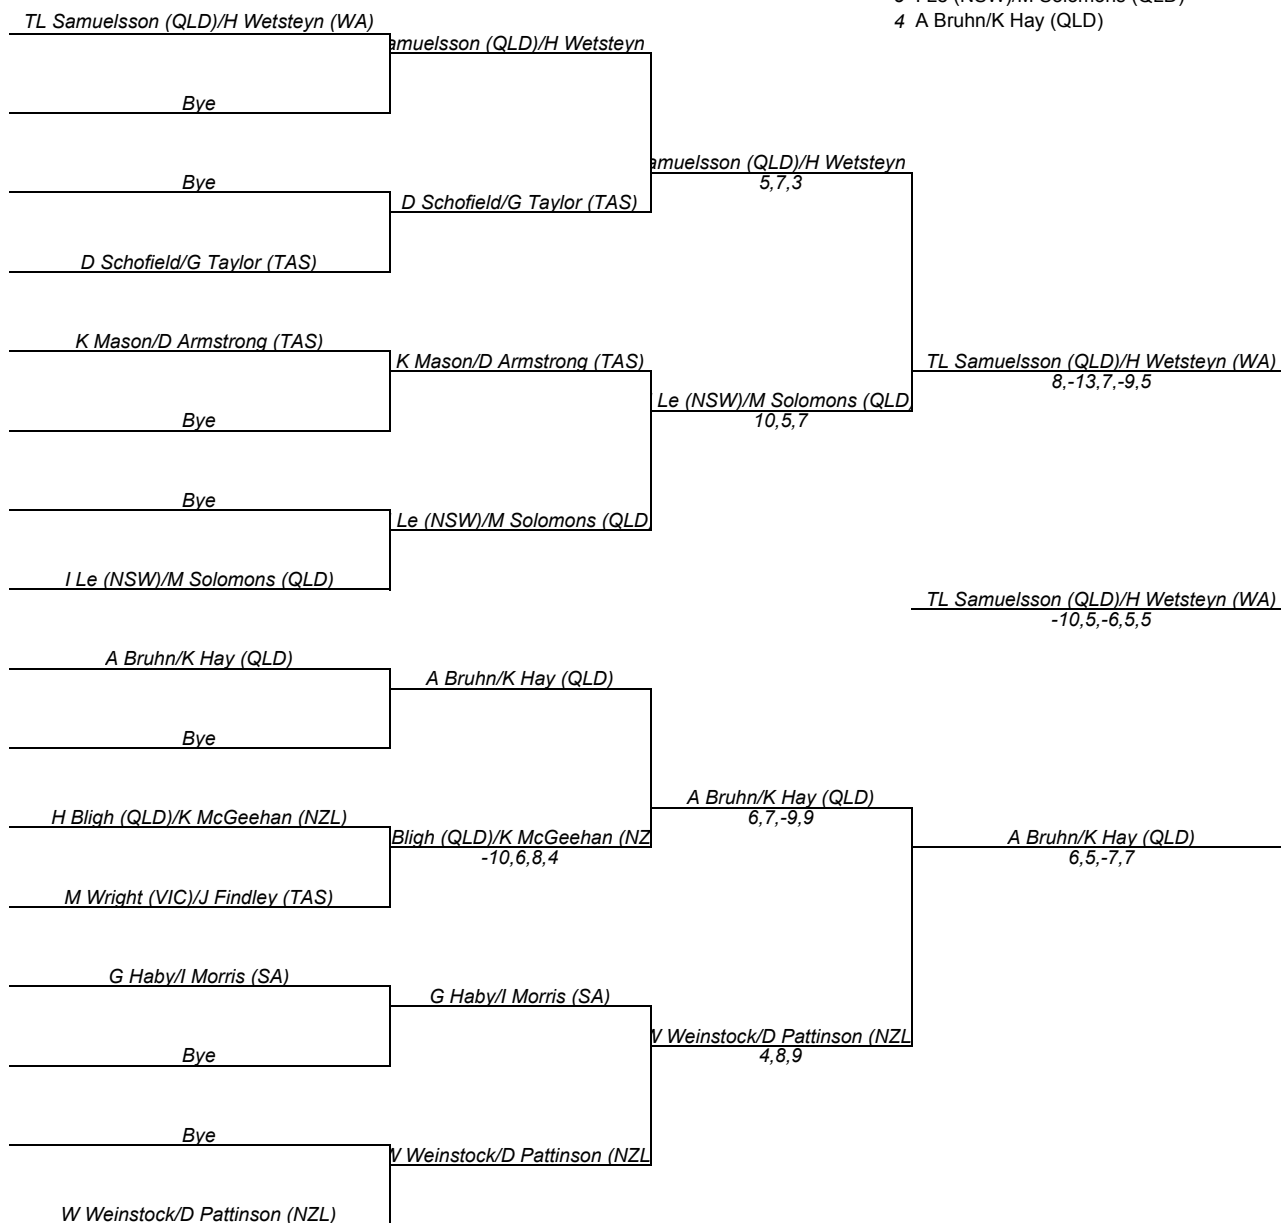 3 I Le (NSW)/M Solomons (QLD)
4 A Bruhn/K Hay (QLD)
TL Samuelsson (QLD)/H Wetsteyn (WA)
amuelsson (QLD)/H Wetsteyn
Bye
Bye
amuelsson (QLD)/H Wetsteyn
5,7,3
D Schofield/G Taylor (TAS)
D Schofield/G Taylor (TAS)
K Mason/D Armstrong (TAS)
K Mason/D Armstrong (TAS)
TL Samuelsson (QLD)/H Wetsteyn (WA)
8,-13,7,-9,5
Le (NSW)/M Solomons (QLD)
10,5,7
Bye
Bye
Le (NSW)/M Solomons (QLD
I Le (NSW)/M Solomons (QLD)
TL Samuelsson (QLD)/H Wetsteyn (WA)
-10,5,-6,5,5
A Bruhn/K Hay (QLD)
A Bruhn/K Hay (QLD)
Bye
A Bruhn/K Hay (QLD)
6,7,-9,9
H Bligh (QLD)/K McGeehan (NZL)
Bligh (QLD)/K McGeehan (NZ
-10,6,8,4
A Bruhn/K Hay (QLD)
6,5,-7,7
M Wright (VIC)/J Findley (TAS)
G Haby/I Morris (SA)
G Haby/I Morris (SA)
W Weinstock/D Pattinson (NZL
4,8,9
Bye
Bye
W Weinstock/D Pattinson (NZL
W Weinstock/D Pattinson (NZL)